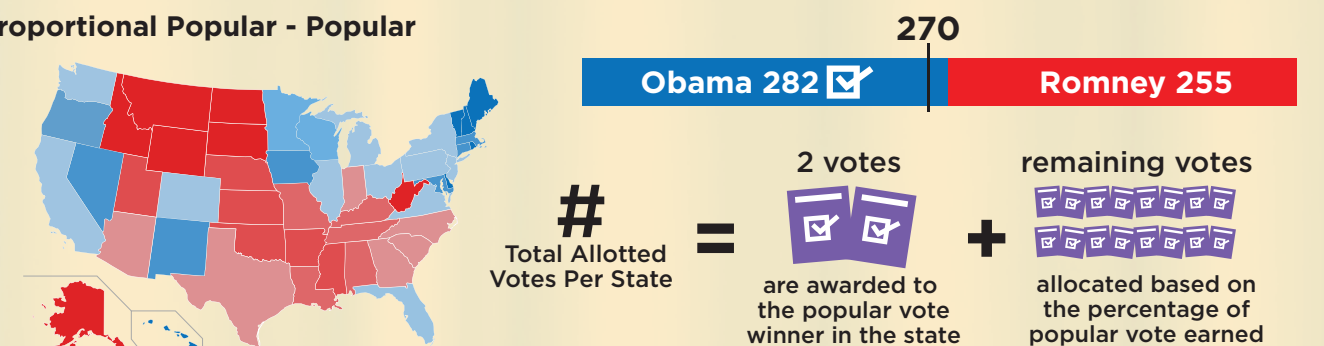 roportional Popular - Popular
270
Obama 282
Romney 255
#
Total Allotted
Votes Per State
=
2 votes
are awarded to
the popular vote
winner in the state
+
remaining votes
allocated based on
the percentage of
popular vote earned